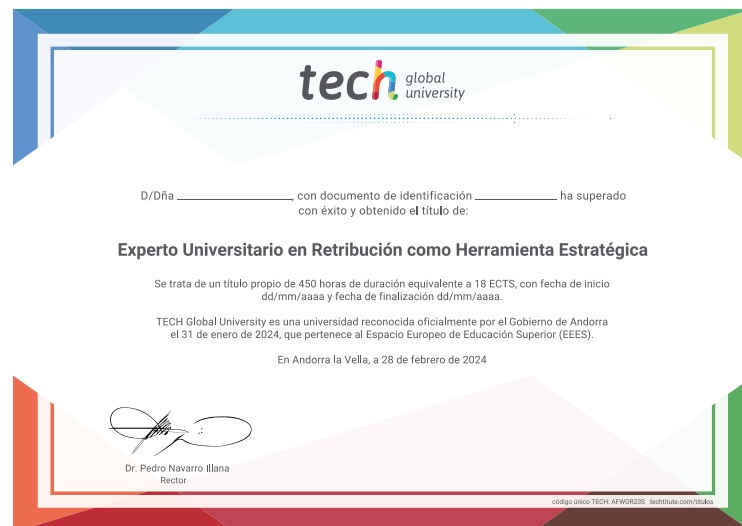 tech global university
D/Dña ______________, con documento de identificación __________ ha superado
con éxito y obtenido el título de:
Experto Universitario en Retribución como Herramienta Estratégica
Se trata de un título propio de 450 horas de duración equivalente a 18 ECTS, con fecha de inicio
dd/mm/aaaa y fecha de finalización dd/mm/aaaa.
TECH Global University es una universidad reconocida oficialmente por el Gobierno de Andorra
el 31 de enero de 2024, que pertenece al Espacio Europeo de Educación Superior (EEES).
En Andorra la Vella, a 28 de febrero de 2024
Dr. Pedro Navarro Illana
Rector
código único TECH: AFWOR23S techtitute.com/titulos